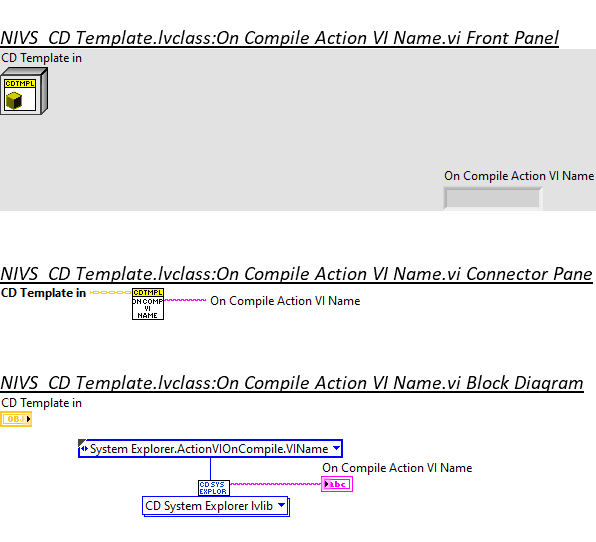 NIVS CD Template.lvclass:On Compile Action VI Name.vi Front Panel
CD Template in
CDTMPL
On Compile Action VI Name
NIVS CD Template.lvclass:On Compile Action VI Name.vi Connector Pane
CD Template in
CDTMPL
ON COMP
VI
NAME
On Compile Action VI Name
NIVS CD Template.lvclass:On Compile Action VI Name.vi Block Diagram
CD Template in
OBJ
System Explorer.ActionVIOnCompile.VIName
On Compile Action VI Name
CD SYS
EXPLOR
abc
CD System Explorer lvlib